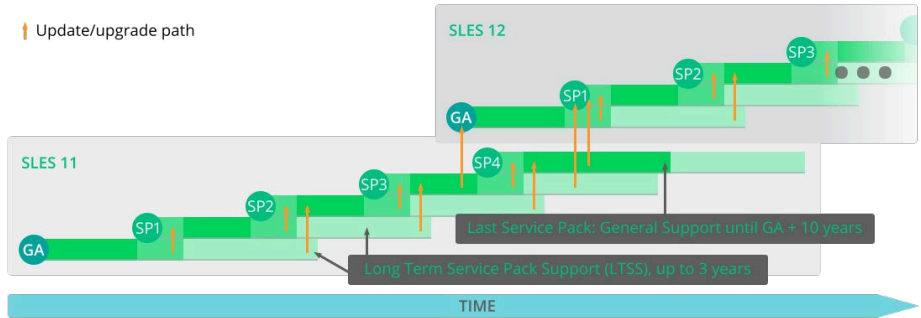 Update/upgrade path
SLES 12
SP3
SP2
SP1
GA
SLES 11
SP4
SP3
SP2
SP1
GA
Last Service Pack: General Support until GA + 10 years
Long Term Service Pack Support (LTSS), up to 3 years
TIME